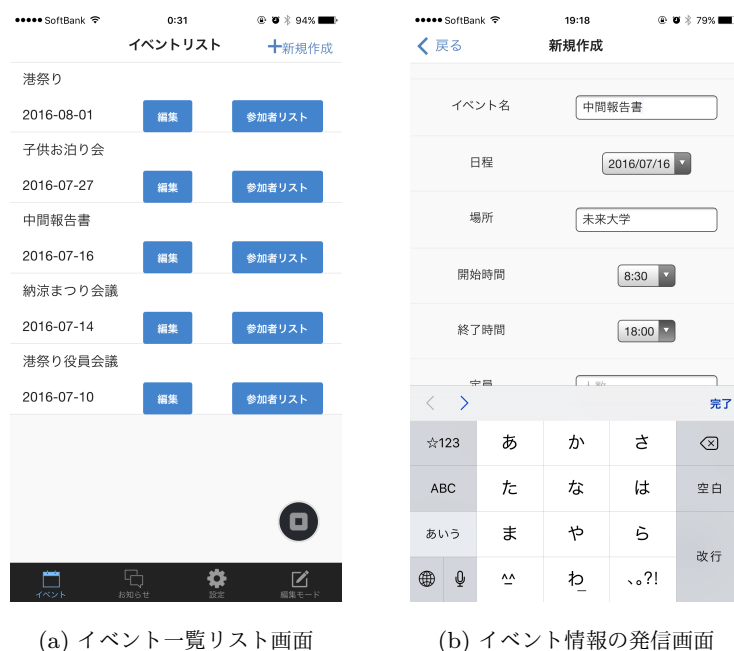 SoftBank 0:31 94%
イベントリスト +新規作成
港祭り
2016-08-01 編集 参加者リスト
子供お泊り会
2016-07-27 編集 参加者リスト
中間報告書
2016-07-16 編集 参加者リスト
納涼まつり会議
2016-07-14 編集 参加者リスト
港祭り役員会議
2016-07-10 編集 参加者リスト
イベント お知らせ 設定 編集モード
(a) イベント一覧リスト画面
SoftBank 19:18 79%
戻る 新規作成
イベント名 中間報告書
日程 2016/07/16
場所 未来大学
開始時間 8:30
終了時間 18:00
定員 人数
完了
☆123 あ か さ
ABC た な は 空白
あいう ま や ら
改行
^^ わ 、。?!
(b) イベント情報の発信画面